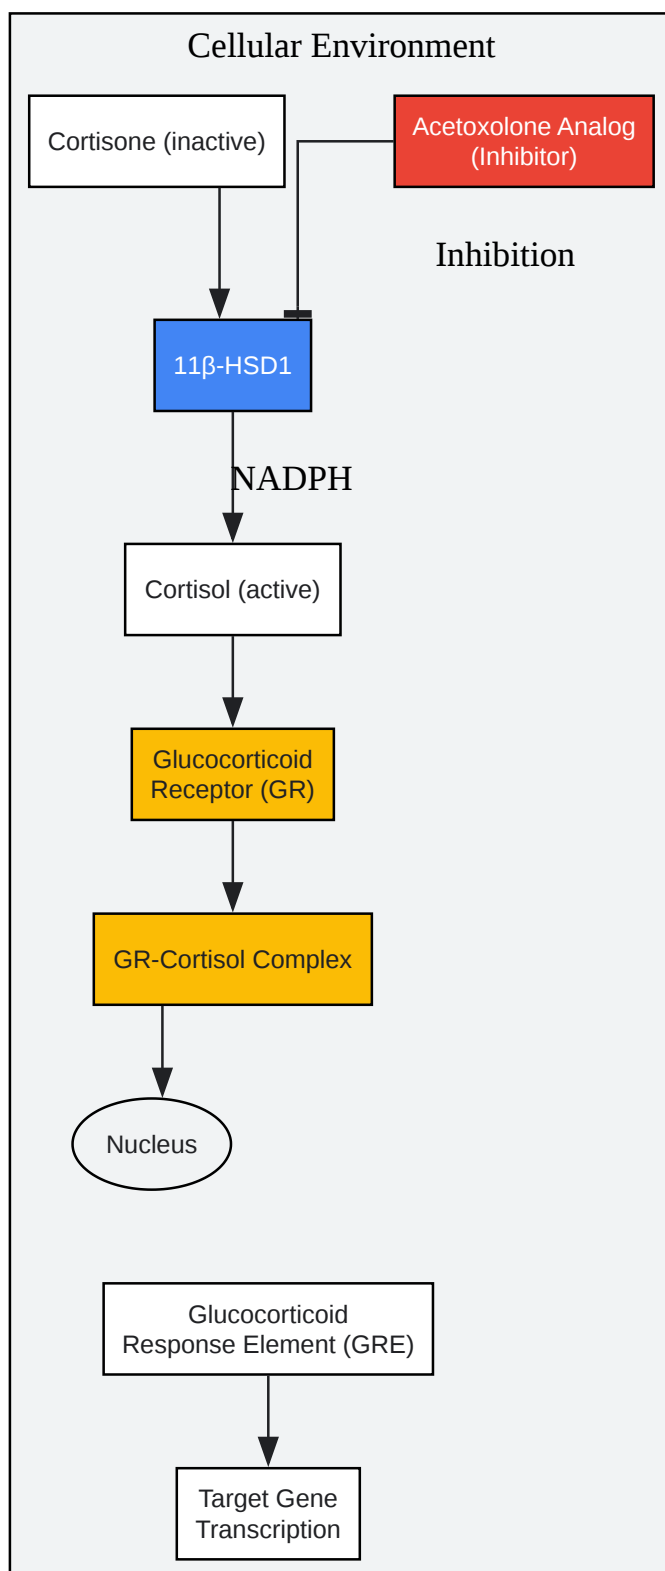 Cellular Environment
Cortisone (inactive)
Acetoxolone Analog
(Inhibitor)
Inhibition
11β-HSD1
NADPH
Cortisol (active)
Glucocorticoid
Receptor (GR)
GR-Cortisol Complex
Nucleus
Glucocorticoid
Response Element (GRE)
Target Gene
Transcription